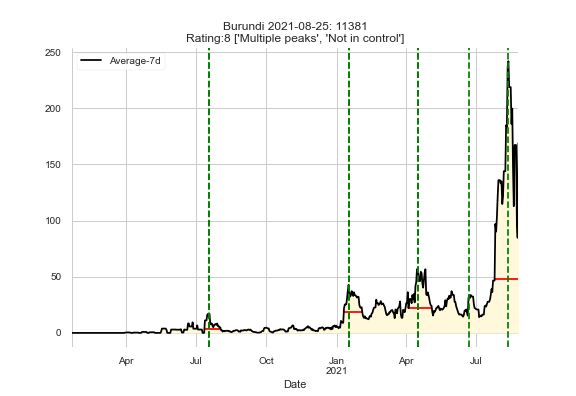 Burundi 2021-08-25: 11381
Rating:8 ['Multiple peaks', 'Not in control']
Average-7d
250
200
150
100
50
0
Apr Jul Oct Jan Apr Jul
2021
Date